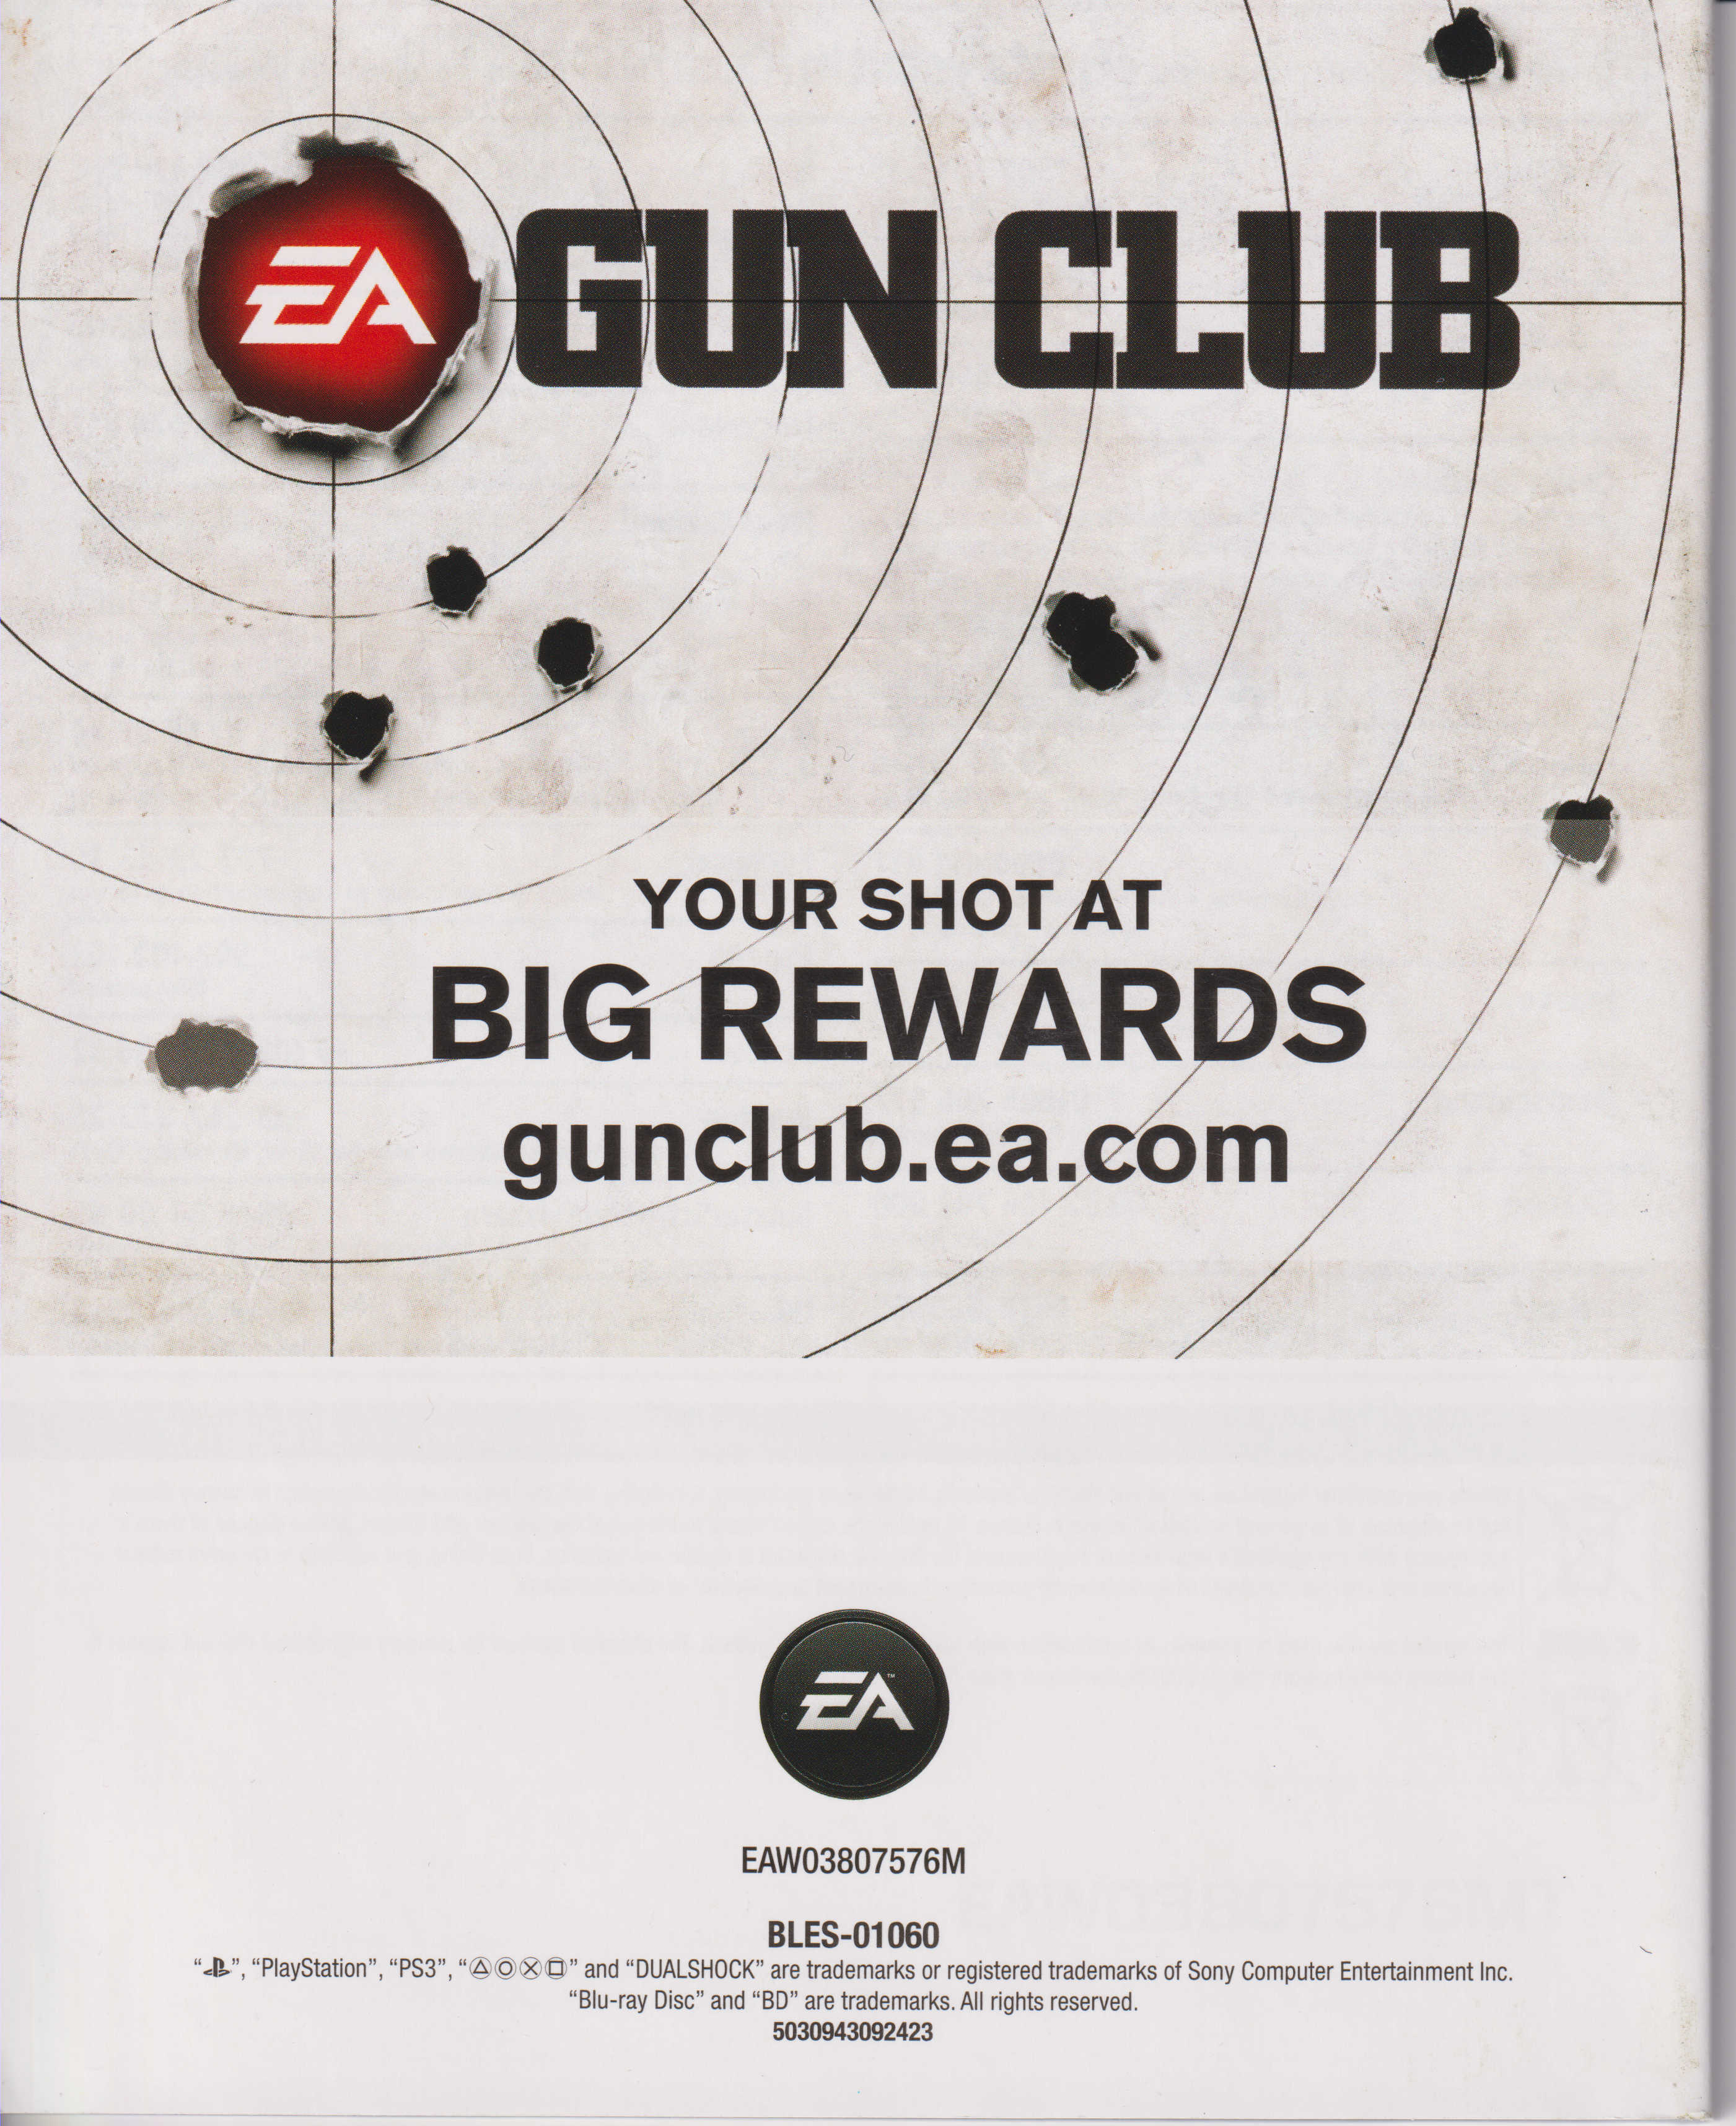 EA GUN CLUB
YOUR SHOT AT
BIG REWARDS
gunclub.ea.com
EA™
EAW03807576M
BLES-01060
“ ”, “PlayStation”, “PS3”, “ ” and “DUALSHOCK” are trademarks or registered trademarks of Sony Computer Entertainment Inc.
“Blu-ray Disc” and “BD” are trademarks. All rights reserved.
5030943092423